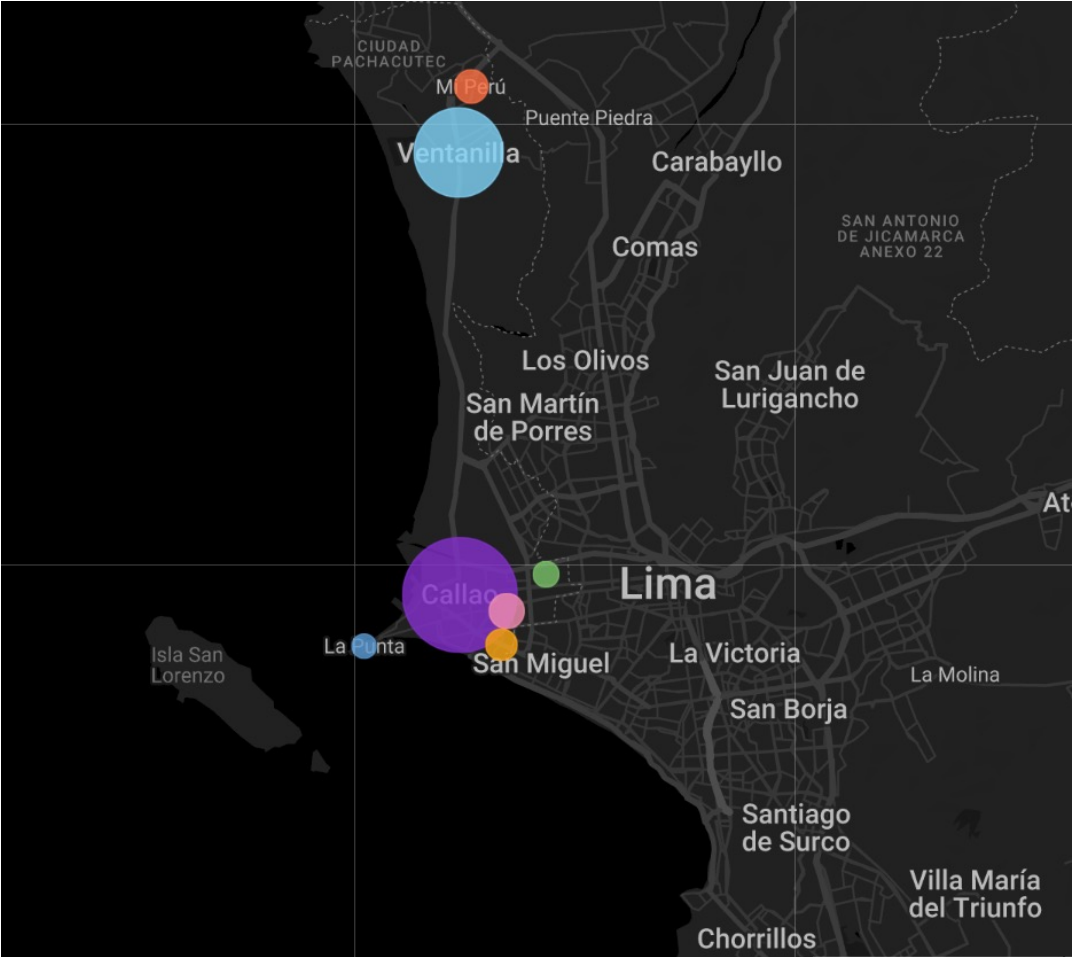 CIUDAD
PACHACUTEC
Mi Perú
Puente Piedra
Ventanilla
Carabayllo
SAN ANTONIO
DE JICAMARCA
ANEXO 22
Comas
Los Olivos
San Juan de
Lurigancho
San Martín
de Porres
At
Lima
Callao
La Punta
Isla San
Lorenzo
San Miguel
La Victoria
La Molina
San Borja
Santiago
de Surco
Villa María
del Triunfo
Chorrillos